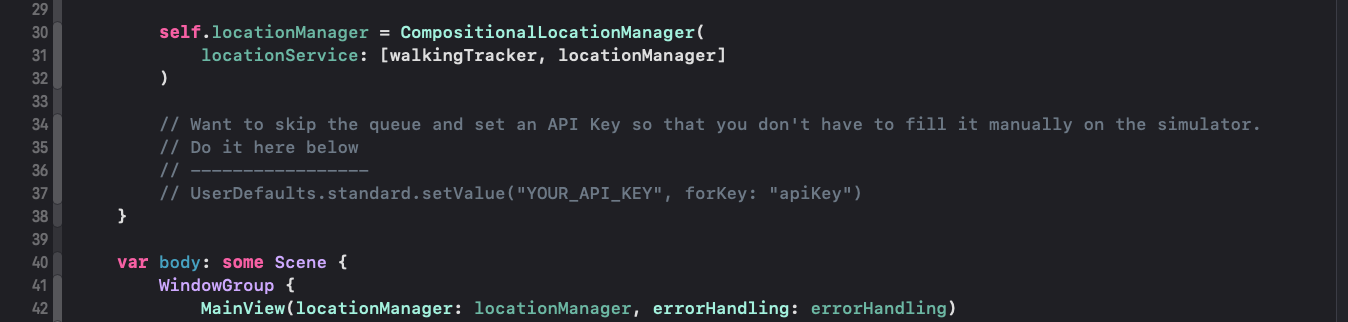 29
30 self.locationManager = CompositionalLocationManager(
31 locationService: [walkingTracker, locationManager]
32 )
33
34 // Want to skip the queue and set an API Key so that you don't have to fill it manually on the simulator.
35 // Do it here below
36 // -----------------
37 // UserDefaults.standard.setValue("YOUR_API_KEY", forKey: "apiKey")
38 }
39
40 var body: some Scene {
41 WindowGroup {
42 MainView(locationManager: locationManager, errorHandling: errorHandling)